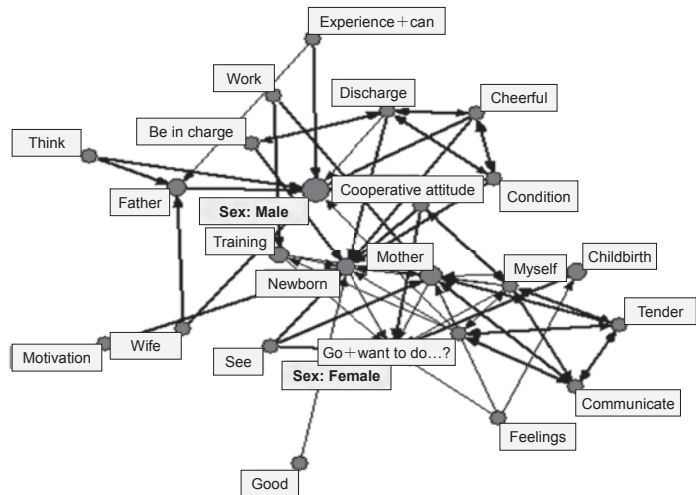 Experience+can
Work
Discharge
Cheerful
Be in charge
Think
Father
Cooperative attitude
Condition
Sex: Male
Training
Mother
Myself
Childbirth
Newborn
Tender
Motivation
Wife
See
Go+want to do...?
Sex: Female
Communicate
Feelings
Good